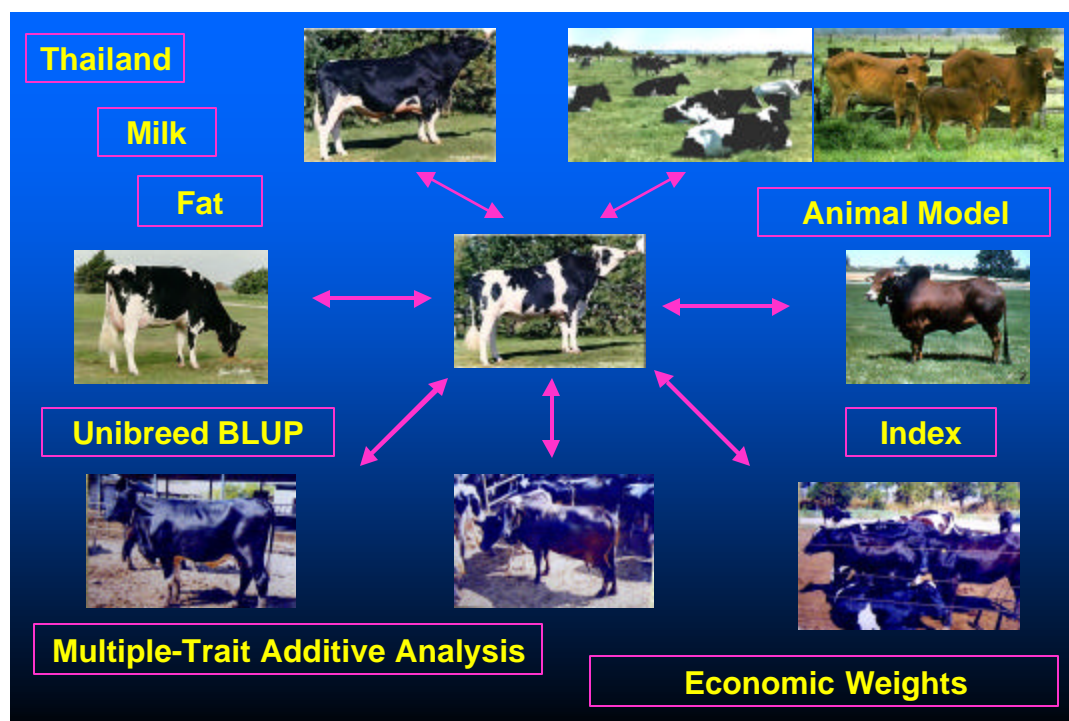 Thailand
Milk
Fat
Animal Model
Unibreed BLUP
Index
Multiple-Trait Additive Analysis
Economic Weights